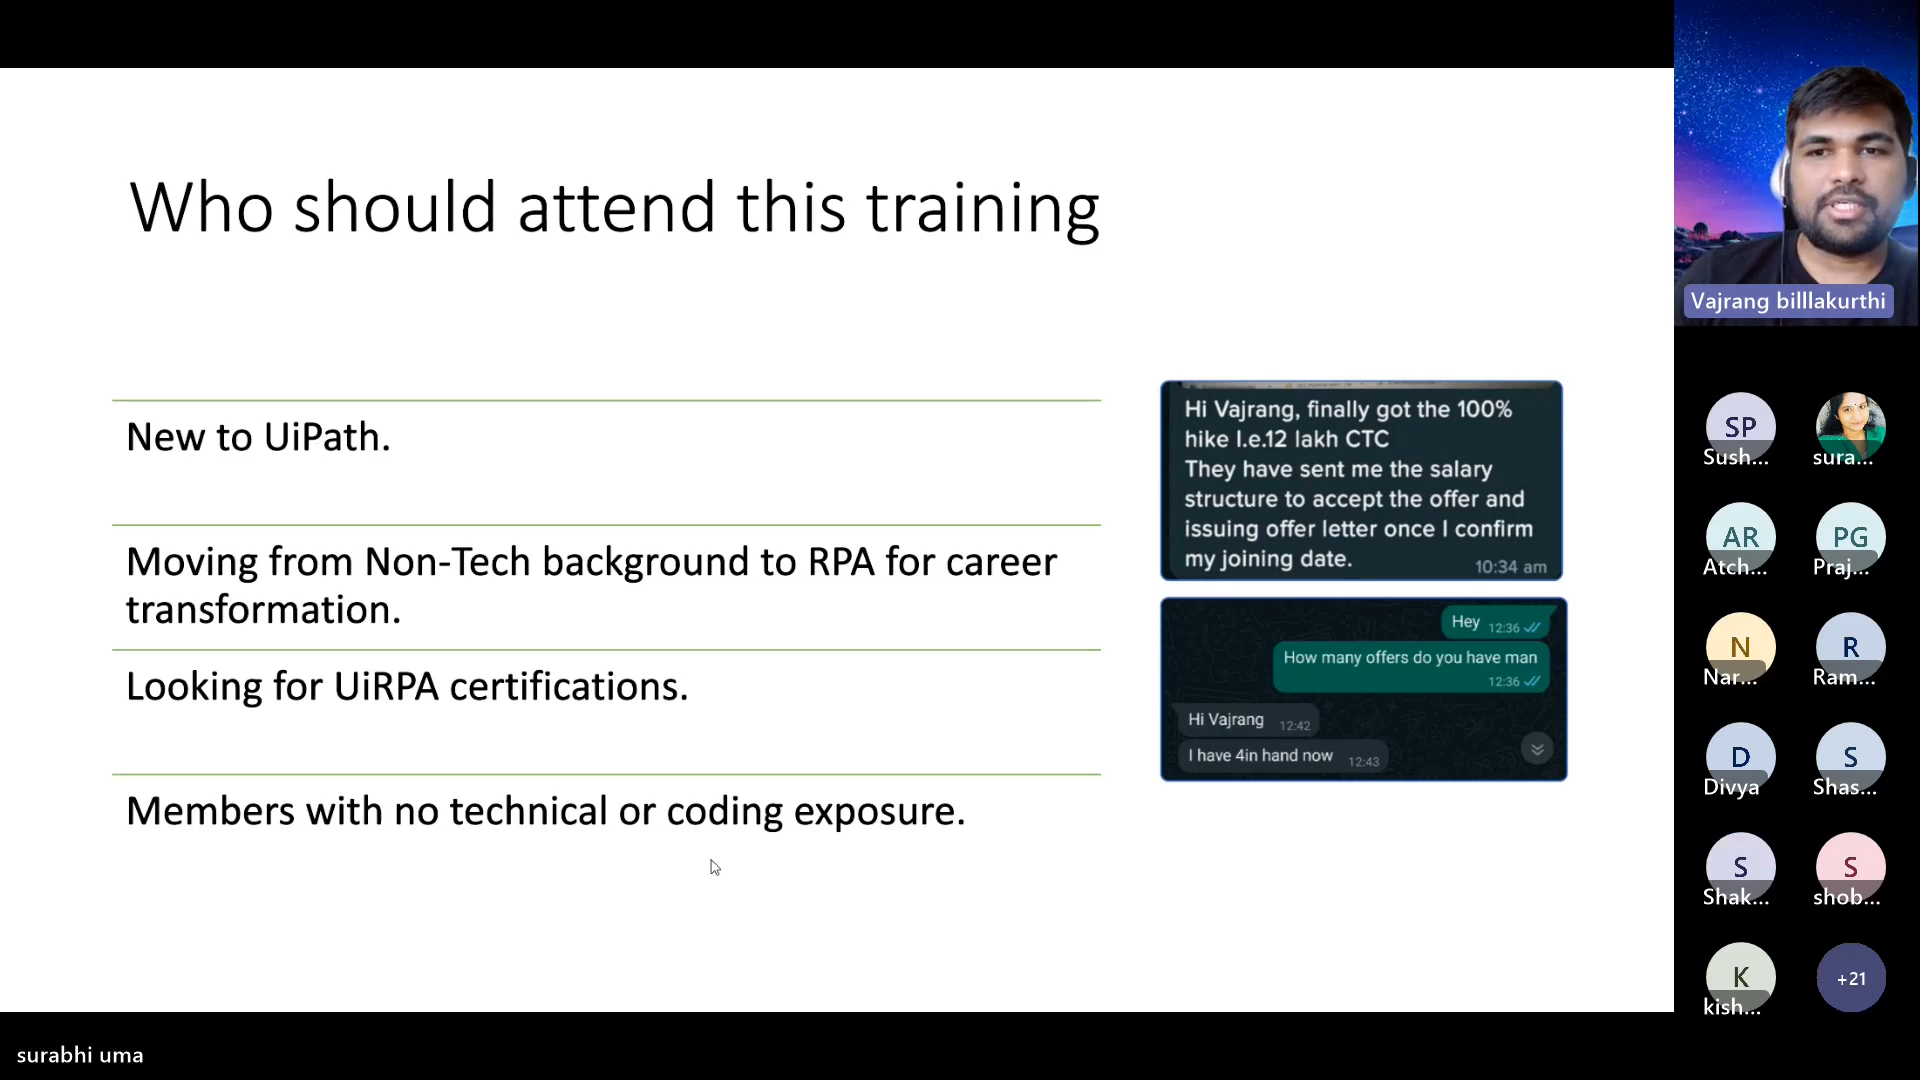 Who should attend this training
New to UiPath.
Moving from Non-Tech background to RPA for career
transformation.
Looking for UiRPA certifications.
Members with no technical or coding exposure.
Hi Vajrang, finally got the 100%
hike I.e.12 lakh CTC
They have sent me the salary
structure to accept the offer and
issuing offer letter once I confirm
my joining date.
10:34 am
Hey 12:36
How many offers do you have man
12:36
Hi Vajrang 12:42
I have 4in hand now 12:43
Vajrang billlakurthi
SP
Sush...
sura...
AR
Atch...
PG
Praj...
N
Nar...
R
Ram...
D
Divya
S
Shas...
S
Shak...
S
shob...
K
kish...
+21
surabhi uma